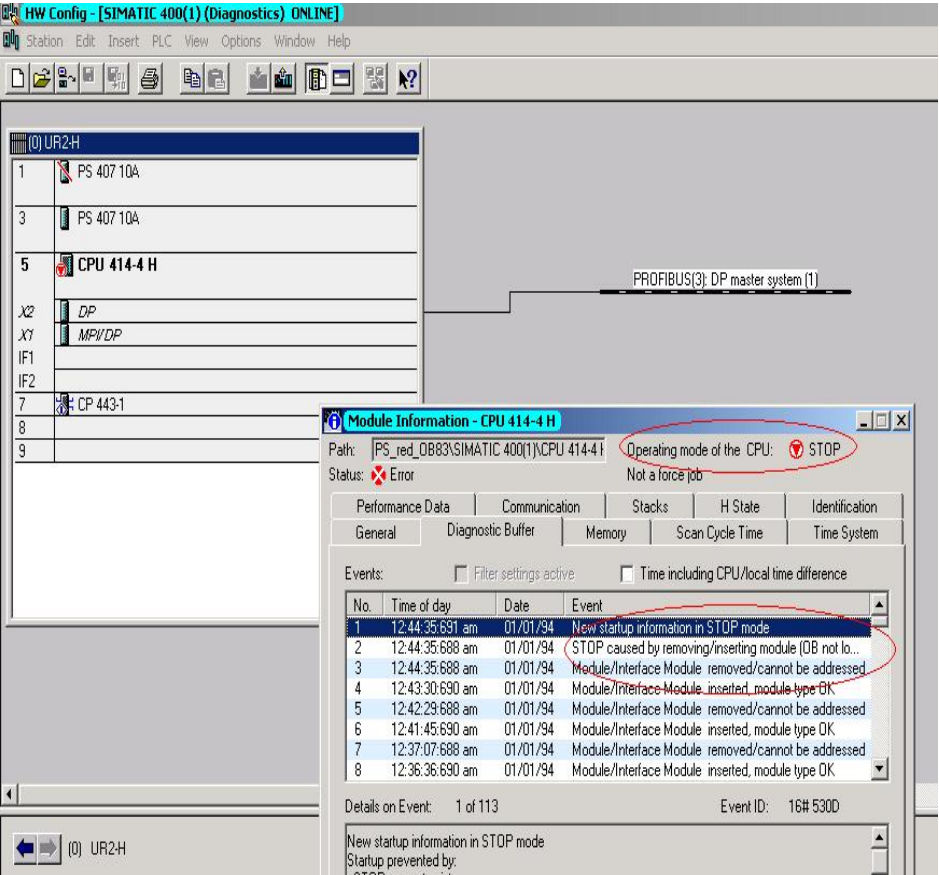 HW Config - [SIMATIC 400(1) (Diagnostics) ONLINE]
Station Edit Insert PLC View Options Window Help
(0) UR2-H
1 PS 407 10A
3 PS 407 10A
5 CPU 414-4 H
X2 DP
X1 MPI/DP
IF1
IF2
7 CP 443-1
8
9
PROFIBUS(3): DP master system (1)
Module Information - CPU 414-4 H
Path: PS_red_OB83\SIMATIC 400(1)\CPU 414-4 H Operating mode of the CPU: STOP
Status: Error Not a force job
Performance Data Communication Stacks H State Identification
General Diagnostic Buffer Memory Scan Cycle Time Time System
Events: Filter settings active Time including CPU/local time difference
No. Time of day Date Event
1 12:44:35:691 am 01/01/94 New startup information in STOP mode
2 12:44:35:688 am 01/01/94 STOP caused by removing/inserting module (OB not lo...
3 12:44:35:688 am 01/01/94 Module/Interface Module removed/cannot be addressed
4 12:43:30:690 am 01/01/94 Module/Interface Module inserted, module type OK
5 12:42:29:688 am 01/01/94 Module/Interface Module removed/cannot be addressed
6 12:41:45:690 am 01/01/94 Module/Interface Module inserted, module type OK
7 12:37:07:688 am 01/01/94 Module/Interface Module removed/cannot be addressed
8 12:36:36:690 am 01/01/94 Module/Interface Module inserted, module type OK
Details on Event: 1 of 113 Event ID: 16# 530D
New startup information in STOP mode
Startup prevented by:
(0) UR2-H